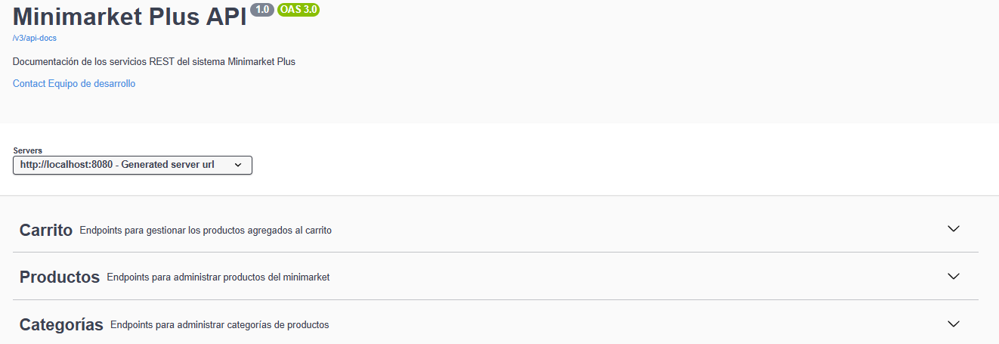 Minimarket Plus API 1.0 OAS 3.0
/v3/api-docs
Documentación de los servicios REST del sistema Minimarket Plus
Contact Equipo de desarrollo
Servers
http://localhost:8080 - Generated server url
Carrito Endpoints para gestionar los productos agregados al carrito
Productos Endpoints para administrar productos del minimarket
Categorías Endpoints para administrar categorías de productos